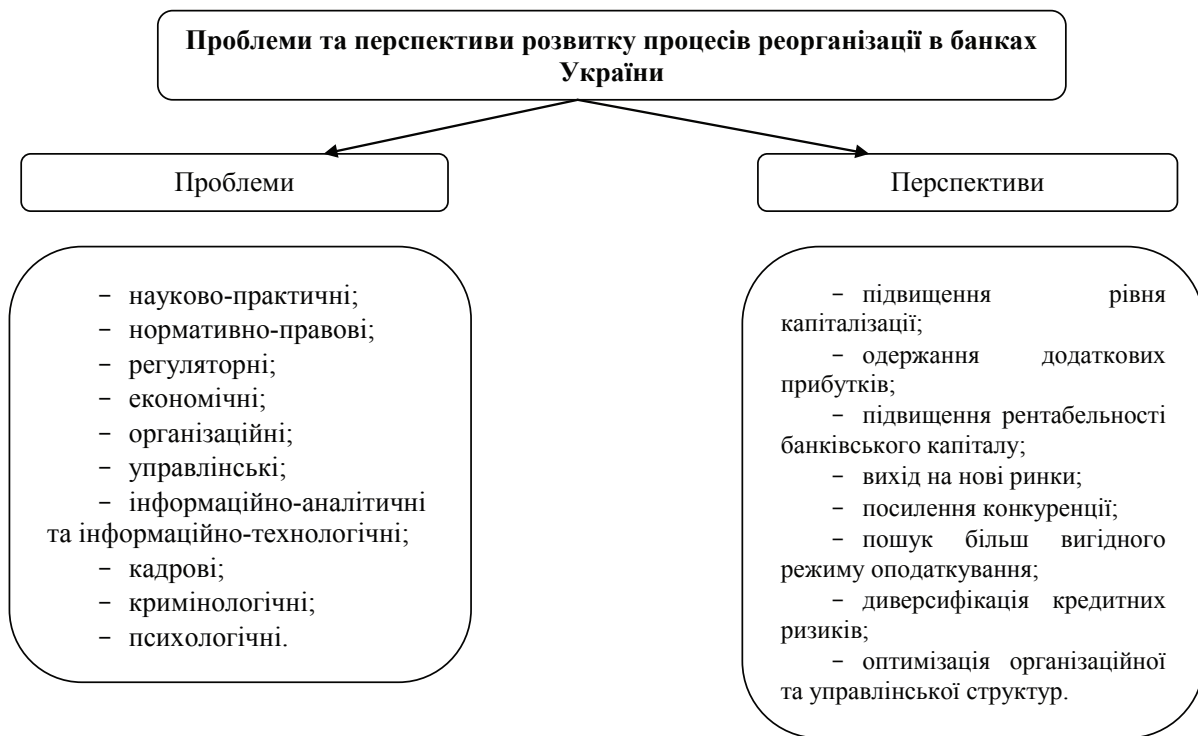 Проблеми та перспективи розвитку процесів реорганізації в банках
України
Проблеми
Перспективи
- науково-практичні;
- нормативно-правові;
- регуляторні;
- економічні;
- організаційні;
- управлінські;
- інформаційно-аналітичні
та інформаційно-технологічні;
- кадрові;
- кримінологічні;
- психологічні.
- підвищення рівня
капіталізації;
- одержання додаткових
прибутків;
- підвищення рентабельності
банківського капіталу;
- вихід на нові ринки;
- посилення конкуренції;
- пошук більш вигідного
режиму оподаткування;
- диверсифікація кредитних
ризиків;
- оптимізація організаційної
та управлінської структур.